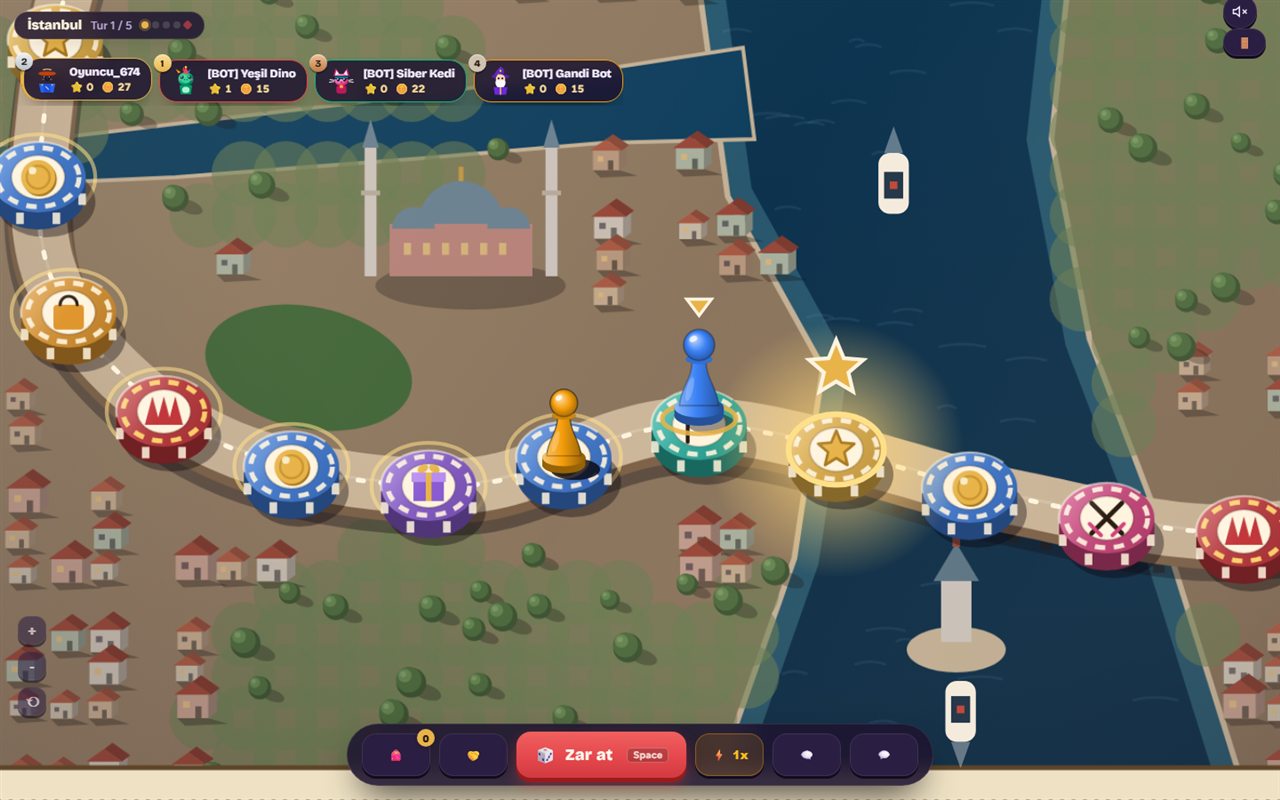 İstanbul Tur 1 / 5
2 Oyuncu_674 0 27
1 [BOT] Yeşil Dino 1 15
3 [BOT] Siber Kedi 0 22
4 [BOT] Gandi Bot 0 15
+
-
0
Zar at Space 1x